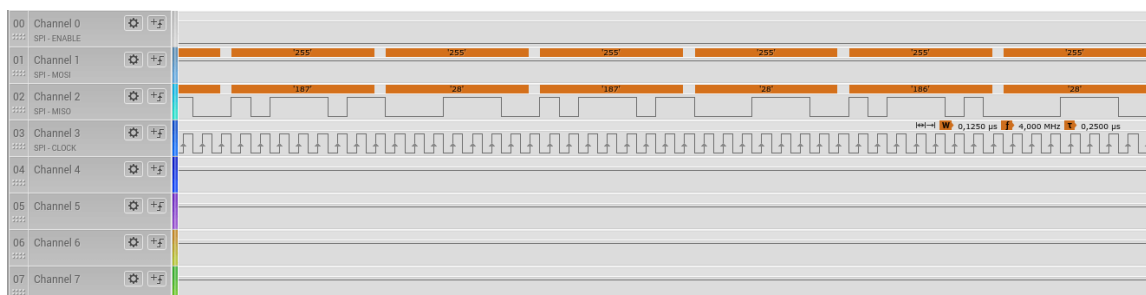 00 Channel 0
SPI - ENABLE
01 Channel 1 '255' '255' '255' '255' '255' '255'
SPI - MOSI
02 Channel 2 '187' '28' '187' '28' '186' '28'
SPI - MISO
03 Channel 3 W 0,1250 µs f 4,000 MHz T 0,2500 µs
SPI - CLOCK
04 Channel 4
05 Channel 5
06 Channel 6
07 Channel 7